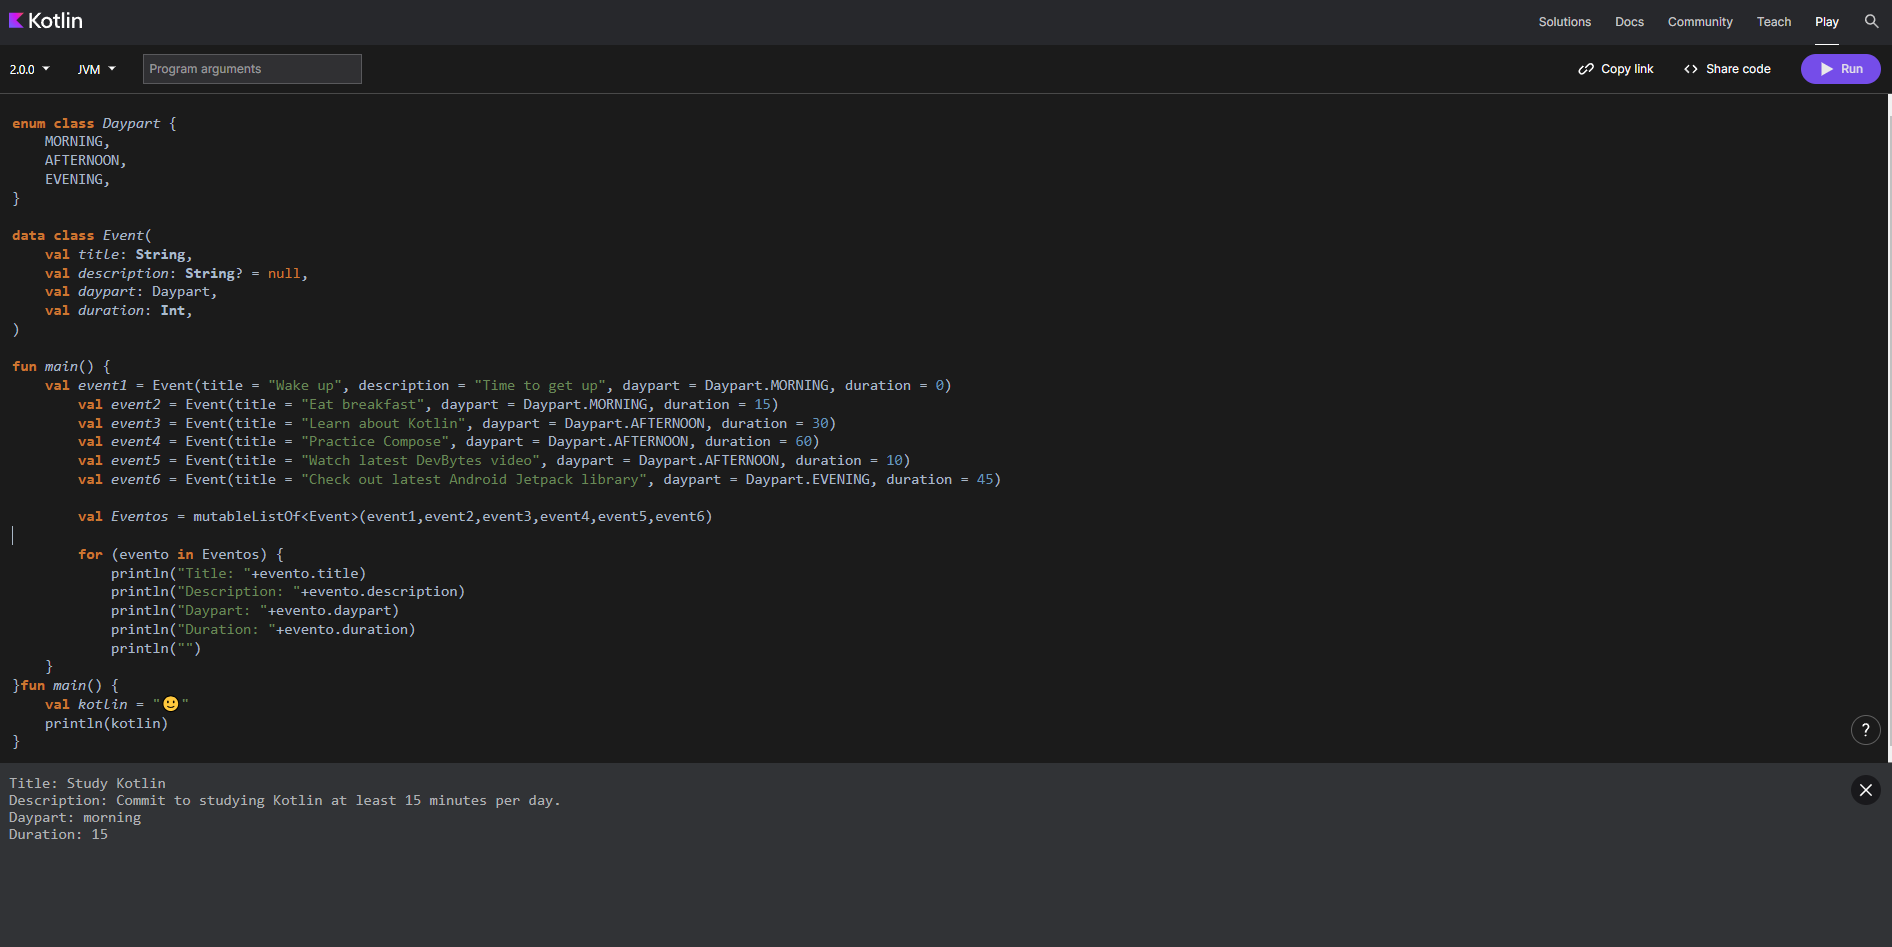 Kotlin
Solutions Docs Community Teach Play
2.0.0 JVM Program arguments Copy link <> Share code Run
enum class Daypart {
    MORNING,
    AFTERNOON,
    EVENING,
}
data class Event(
    val title: String,
    val description: String? = null,
    val daypart: Daypart,
    val duration: Int,
)
fun main() {
    val event1 = Event(title = "Wake up", description = "Time to get up", daypart = Daypart.MORNING, duration = 0)
        val event2 = Event(title = "Eat breakfast", daypart = Daypart.MORNING, duration = 15)
        val event3 = Event(title = "Learn about Kotlin", daypart = Daypart.AFTERNOON, duration = 30)
        val event4 = Event(title = "Practice Compose", daypart = Daypart.AFTERNOON, duration = 60)
        val event5 = Event(title = "Watch latest DevBytes video", daypart = Daypart.AFTERNOON, duration = 10)
        val event6 = Event(title = "Check out latest Android Jetpack library", daypart = Daypart.EVENING, duration = 45)
        val Eventos = mutableListOf<Event>(event1,event2,event3,event4,event5,event6)
        for (evento in Eventos) {
            println("Title: "+evento.title)
            println("Description: "+evento.description)
            println("Daypart: "+evento.daypart)
            println("Duration: "+evento.duration)
            println("")
    }
}fun main() {
    val kotlin = "🙂"
    println(kotlin)
}
?
Title: Study Kotlin
Description: Commit to studying Kotlin at least 15 minutes per day.
Daypart: morning
Duration: 15